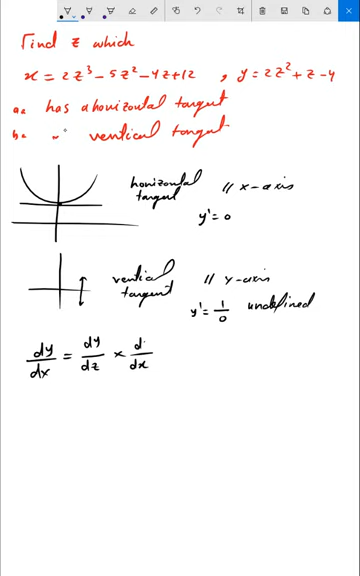 Find z which
x = 2z³ - 5z² - 4z + 12 , y = 2z² + z - 4
a. has a horizontal tangent
b. " " vertical tangent
horizontal tangent // x-axis
y' = 0
vertical tangent // y-axis
y' = 1/0 undefined
dy/dx = dy/dz × d/dx